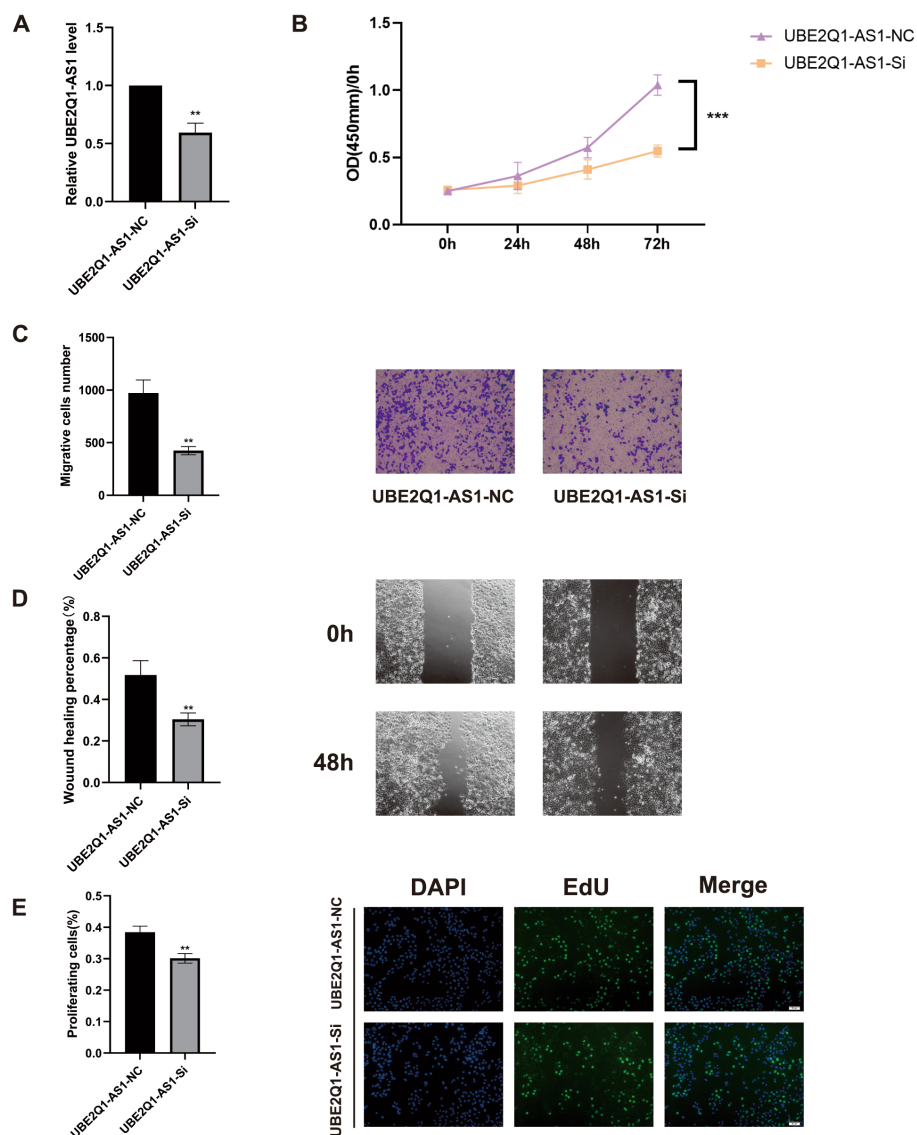 A
Relative UBE2Q1-AS1 level
1.0
0.5
0.0
**
UBE2Q1-AS1-NC
UBE2Q1-AS1-Si
B
OD(450mm)/0h
1.5
1.0
0.5
0.0
0h
24h
48h
72h
***
UBE2Q1-AS1-NC
UBE2Q1-AS1-Si
C
Migrative cells number
1500
1000
500
0
**
UBE2Q1-AS1-NC
UBE2Q1-AS1-Si
UBE2Q1-AS1-NC
UBE2Q1-AS1-Si
D
Wouund healing percentage(%)
0.8
0.6
0.4
0.2
0.0
**
UBE2Q1-AS1-NC
UBE2Q1-AS1-Si
0h
48h
E
Proliferating cells(%)
0.5
0.4
0.3
0.2
0.1
0.0
**
UBE2Q1-AS1-NC
UBE2Q1-AS1-Si
DAPI
EdU
Merge
UBE2Q1-AS1-NC
UBE2Q1-AS1-Si